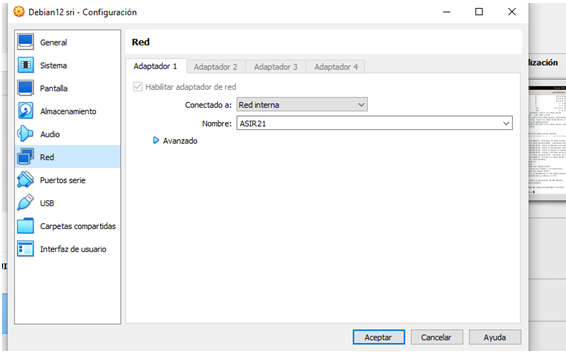 Debian12 sri - Configuración
General
Sistema
Pantalla
Almacenamiento
Audio
Red
Puertos serie
USB
Carpetas compartidas
Interfaz de usuario
Red
Adaptador 1 Adaptador 2 Adaptador 3 Adaptador 4
Habilitar adaptador de red
Conectado a: Red interna
Nombre: ASIR21
Avanzado
Aceptar Cancelar Ayuda
lización